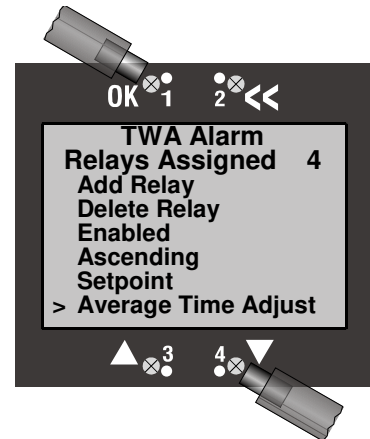 OK 1 2 <<
TWA Alarm
Relays Assigned 4
Add Relay
Delete Relay
Enabled
Ascending
Setpoint
> Average Time Adjust
3 4